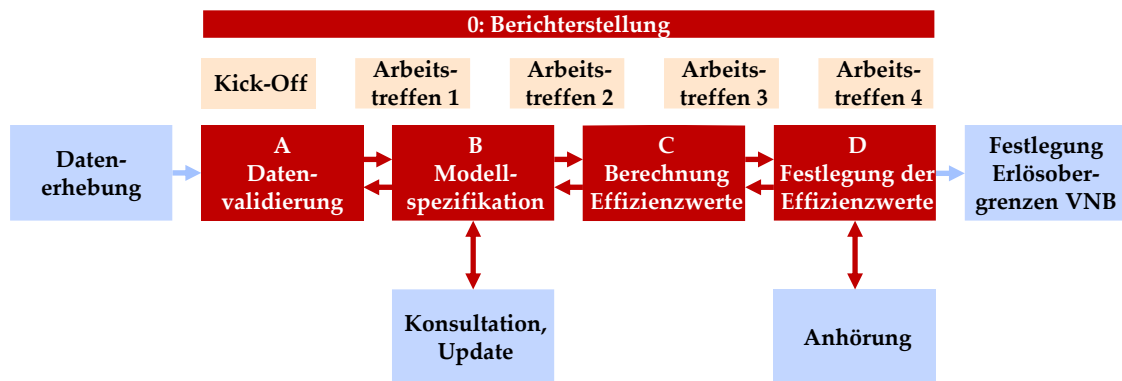 0: Berichterstellung
Kick-Off
Arbeits-
treffen 1
Arbeits-
treffen 2
Arbeits-
treffen 3
Arbeits-
treffen 4
Daten-
erhebung
A
Daten-
validierung
B
Modell-
spezifikation
C
Berechnung
Effizienzwerte
D
Festlegung der
Effizienzwerte
Festlegung
Erlösober-
grenzen VNB
Konsultation,
Update
Anhörung